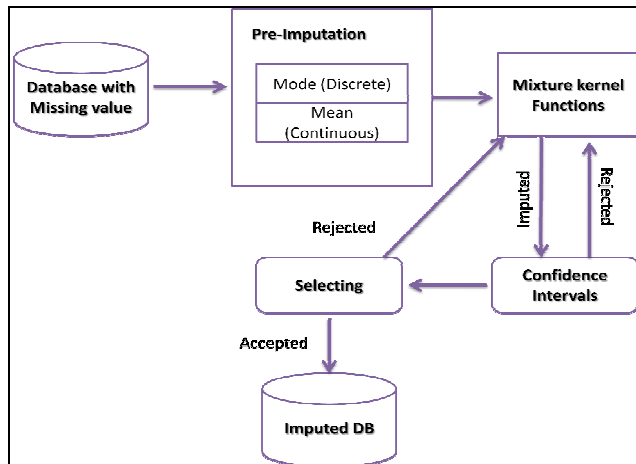 Pre-Imputation
Database with
Missing value
Mode (Discrete)
Mean
(Continuous)
Mixture kernel
Functions
Rejected
Imputed
Rejected
Selecting
Confidence
Intervals
Accepted
Imputed DB